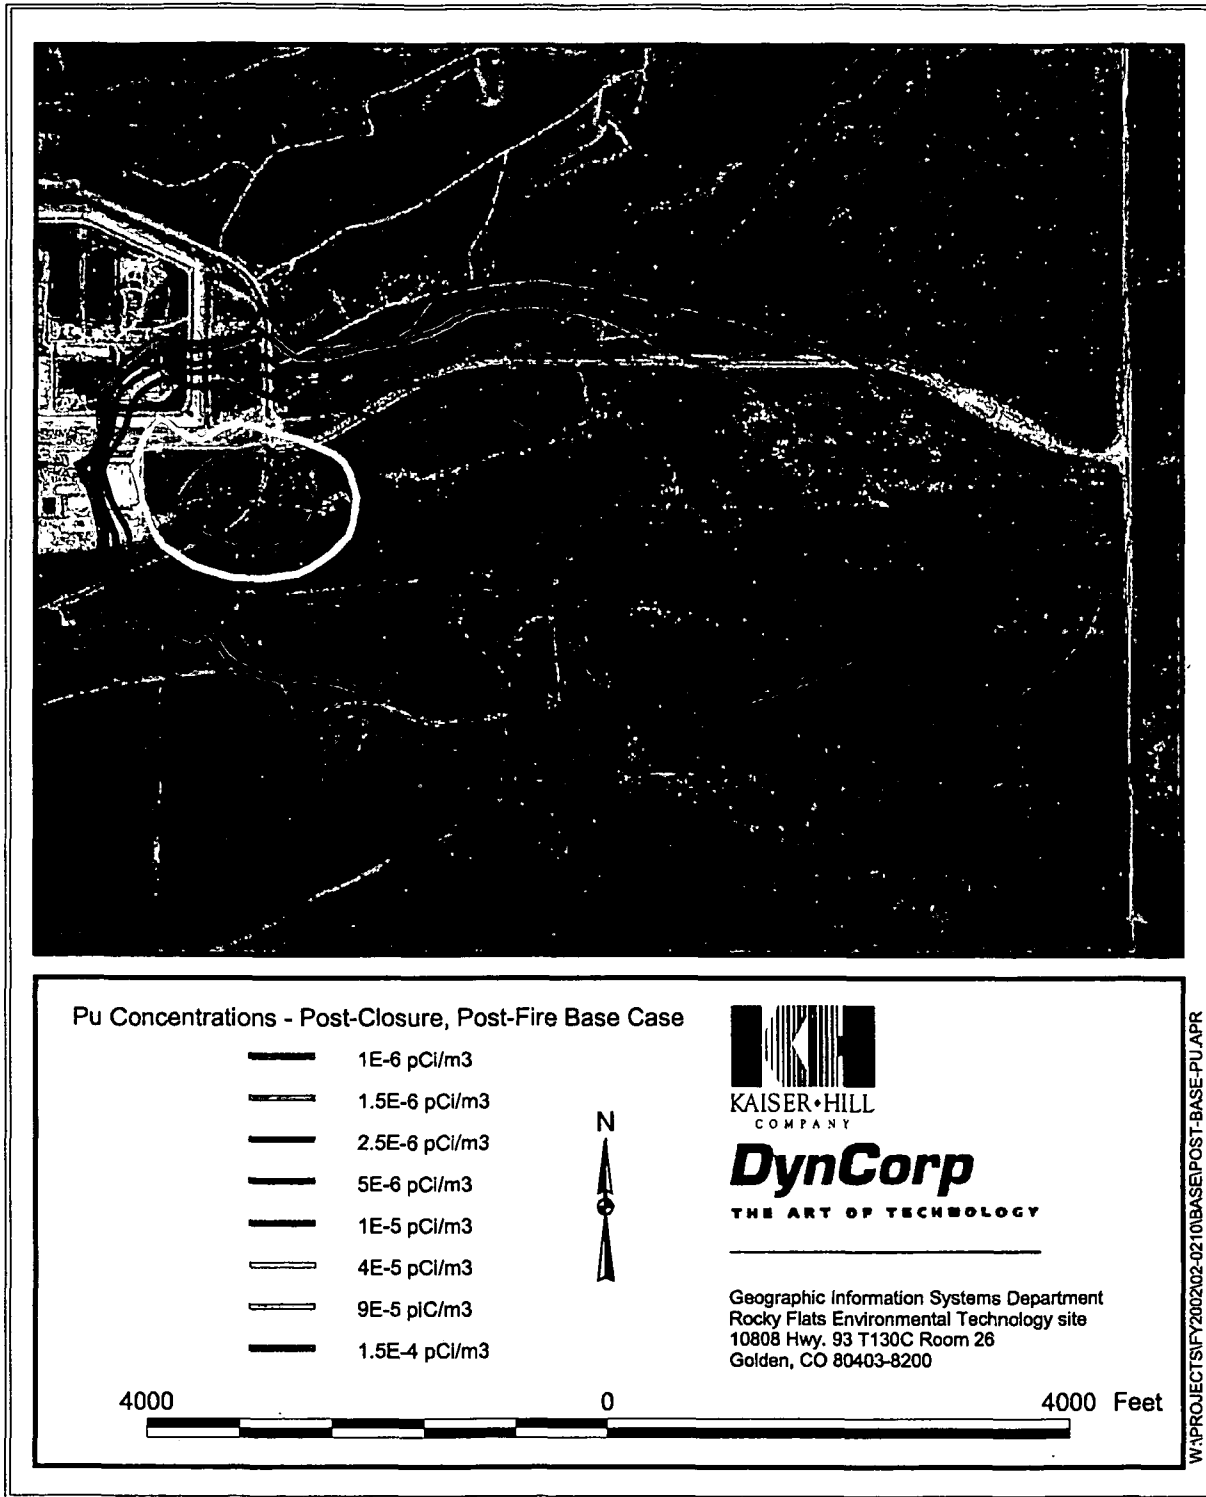 Pu Concentrations - Post-Closure, Post-Fire Base Case
1E-6 pCi/m3
1.5E-6 pCi/m3
2.5E-6 pCi/m3
5E-6 pCi/m3
1E-5 pCi/m3
4E-5 pCi/m3
9E-5 piC/m3
1.5E-4 pCi/m3
N
KAISER•HILL
COMPANY
DynCorp
THE ART OF TECHNOLOGY
Geographic Information Systems Department
Rocky Flats Environmental Technology site
10808 Hwy. 93 T130C Room 26
Golden, CO 80403-8200
4000 0 4000 Feet
W:\PROJECTS\FY2002\02-0210\BASE\POST-BASE-PU.APR